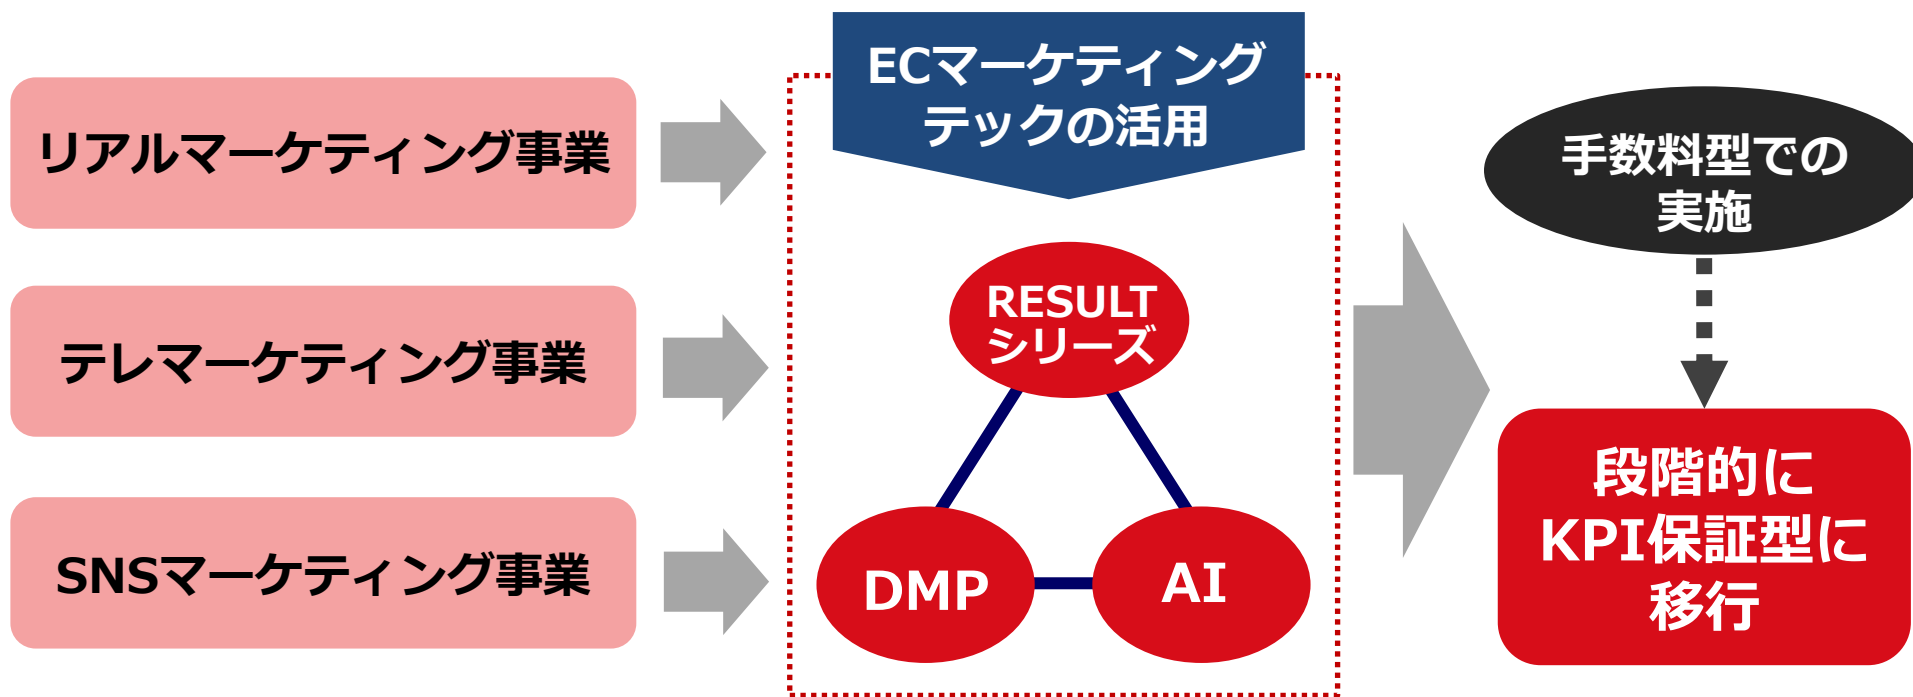 リアルマーケティング事業
テレマーケティング事業
SNSマーケティング事業
ECマーケティング
テックの活用
RESULT
シリーズ
DMP
AI
手数料型での
実施
段階的に
KPI保証型に
移行